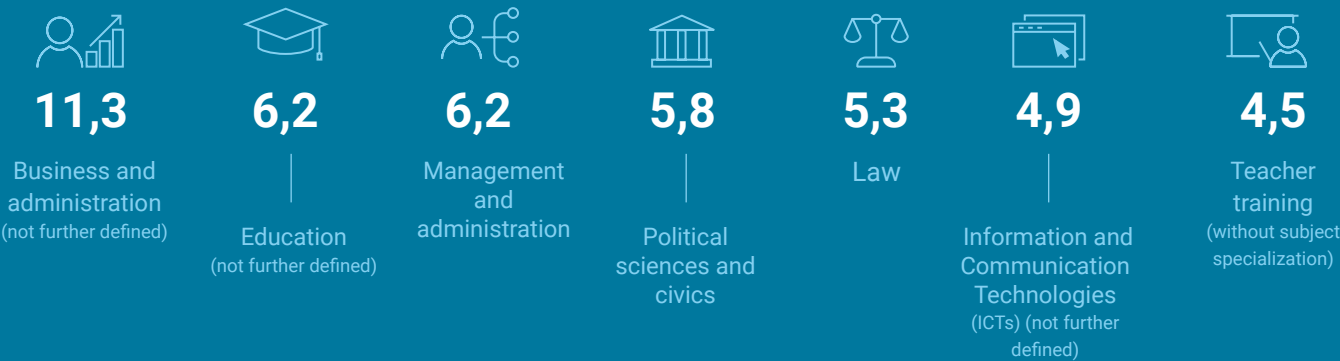 11,3
Business and
administration
(not further defined)
6,2
Education
(not further defined)
6,2
Management
and
administration
5,8
Political
sciences and
civics
5,3
Law
4,9
Information and
Communication
Technologies
(ICTs) (not further
defined)
4,5
Teacher
training
(without subject
specialization)